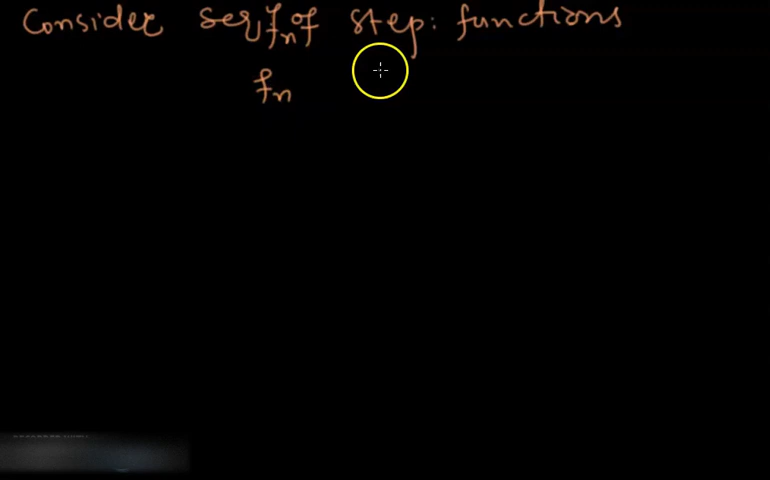 Consider seq fn of step functions
fn